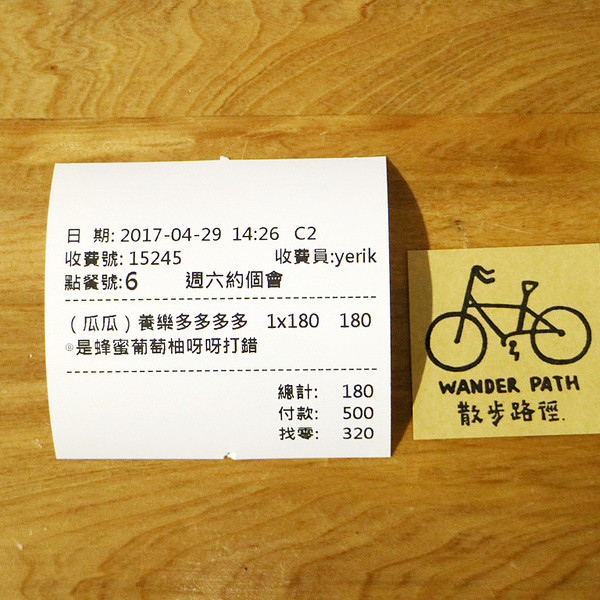 日 期: 2017-04-29 14:26 C2
收費號: 15245 收費員:yerik
點餐號:6 週六約個會
(瓜瓜)養樂多多多多 1x180 180
◎是蜂蜜葡萄柚呀呀打錯
總計: 180
付款: 500
找零: 320
WANDER PATH
散步路徑.